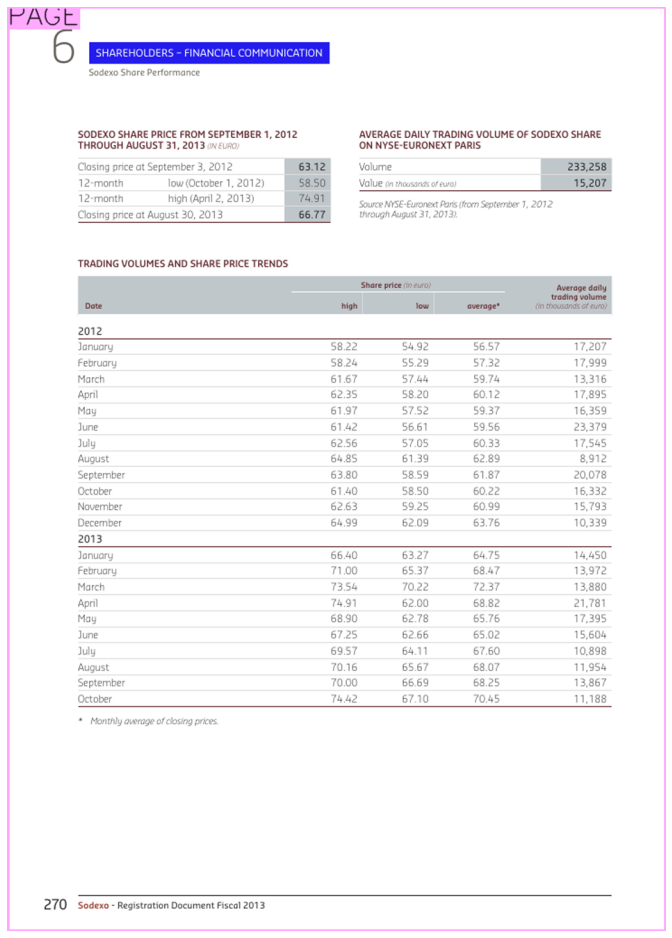 PAGE
6
SHAREHOLDERS – FINANCIAL COMMUNICATION
Sodexo Share Performance
SODEXO SHARE PRICE FROM SEPTEMBER 1, 2012
THROUGH AUGUST 31, 2013 (IN EURO)
Closing price at September 3, 2012 63.12
12-month low (October 1, 2012) 58.50
12-month high (April 2, 2013) 74.91
Closing price at August 30, 2013 66.77
AVERAGE DAILY TRADING VOLUME OF SODEXO SHARE
ON NYSE-EURONEXT PARIS
Volume 233,258
Value (in thousands of euro) 15,207
Source NYSE-Euronext Paris (from September 1, 2012
through August 31, 2013).
TRADING VOLUMES AND SHARE PRICE TRENDS
Share price (in euro) Average daily
trading volume
Date high low average* (in thousands of euro)
2012
January 58.22 54.92 56.57 17,207
February 58.24 55.29 57.32 17,999
March 61.67 57.44 59.74 13,316
April 62.35 58.20 60.12 17,895
May 61.97 57.52 59.37 16,359
June 61.42 56.61 59.56 23,379
July 62.56 57.05 60.33 17,545
August 64.85 61.39 62.89 8,912
September 63.80 58.59 61.87 20,078
October 61.40 58.50 60.22 16,332
November 62.63 59.25 60.99 15,793
December 64.99 62.09 63.76 10,339
2013
January 66.40 63.27 64.75 14,450
February 71.00 65.37 68.47 13,972
March 73.54 70.22 72.37 13,880
April 74.91 62.00 68.82 21,781
May 68.90 62.78 65.76 17,395
June 67.25 62.66 65.02 15,604
July 69.57 64.11 67.60 10,898
August 70.16 65.67 68.07 11,954
September 70.00 66.69 68.25 13,867
October 74.42 67.10 70.45 11,188
* Monthly average of closing prices.
270 Sodexo - Registration Document Fiscal 2013